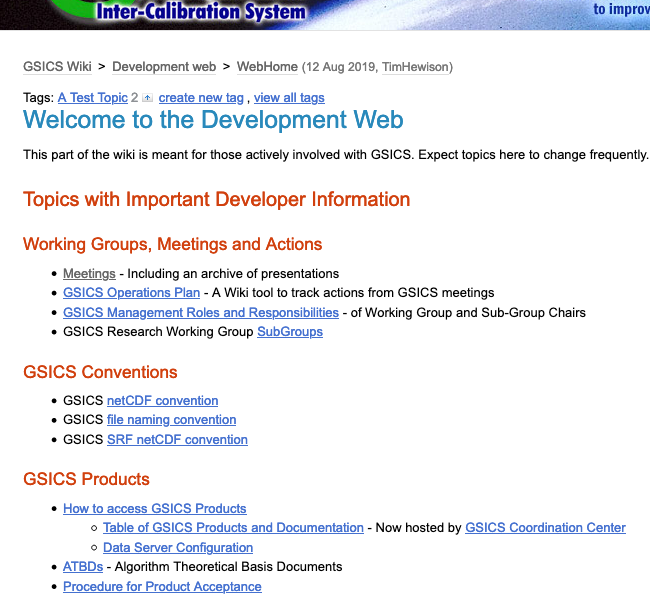 Inter-Calibration System
to improv
GSICS Wiki > Development web > WebHome (12 Aug 2019, TimHewison)
Tags: A Test Topic 2 create new tag , view all tags
Welcome to the Development Web
This part of the wiki is meant for those actively involved with GSICS. Expect topics here to change frequently.
Topics with Important Developer Information
Working Groups, Meetings and Actions
• Meetings - Including an archive of presentations
• GSICS Operations Plan - A Wiki tool to track actions from GSICS meetings
• GSICS Management Roles and Responsibilities - of Working Group and Sub-Group Chairs
• GSICS Research Working Group SubGroups
GSICS Conventions
• GSICS netCDF convention
• GSICS file naming convention
• GSICS SRF netCDF convention
GSICS Products
• How to access GSICS Products
○ Table of GSICS Products and Documentation - Now hosted by GSICS Coordination Center
○ Data Server Configuration
• ATBDs - Algorithm Theoretical Basis Documents
• Procedure for Product Acceptance